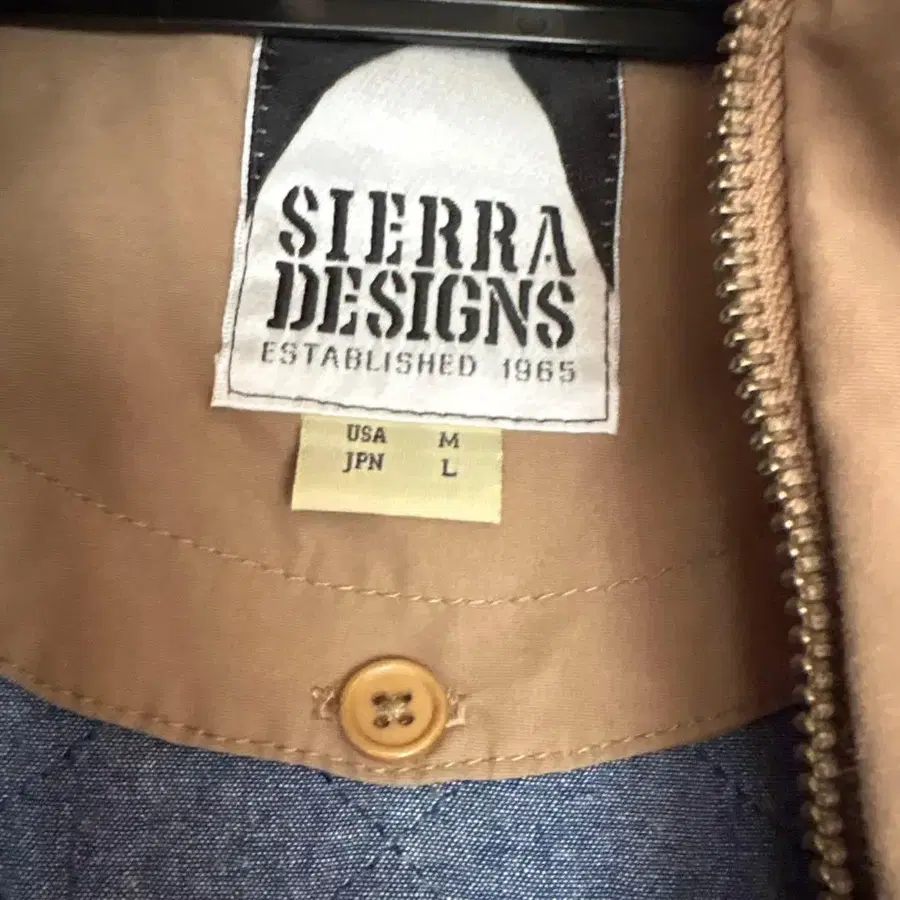 SIERRA
DESIGNS
ESTABLISHED 1965
USA M
JPN L